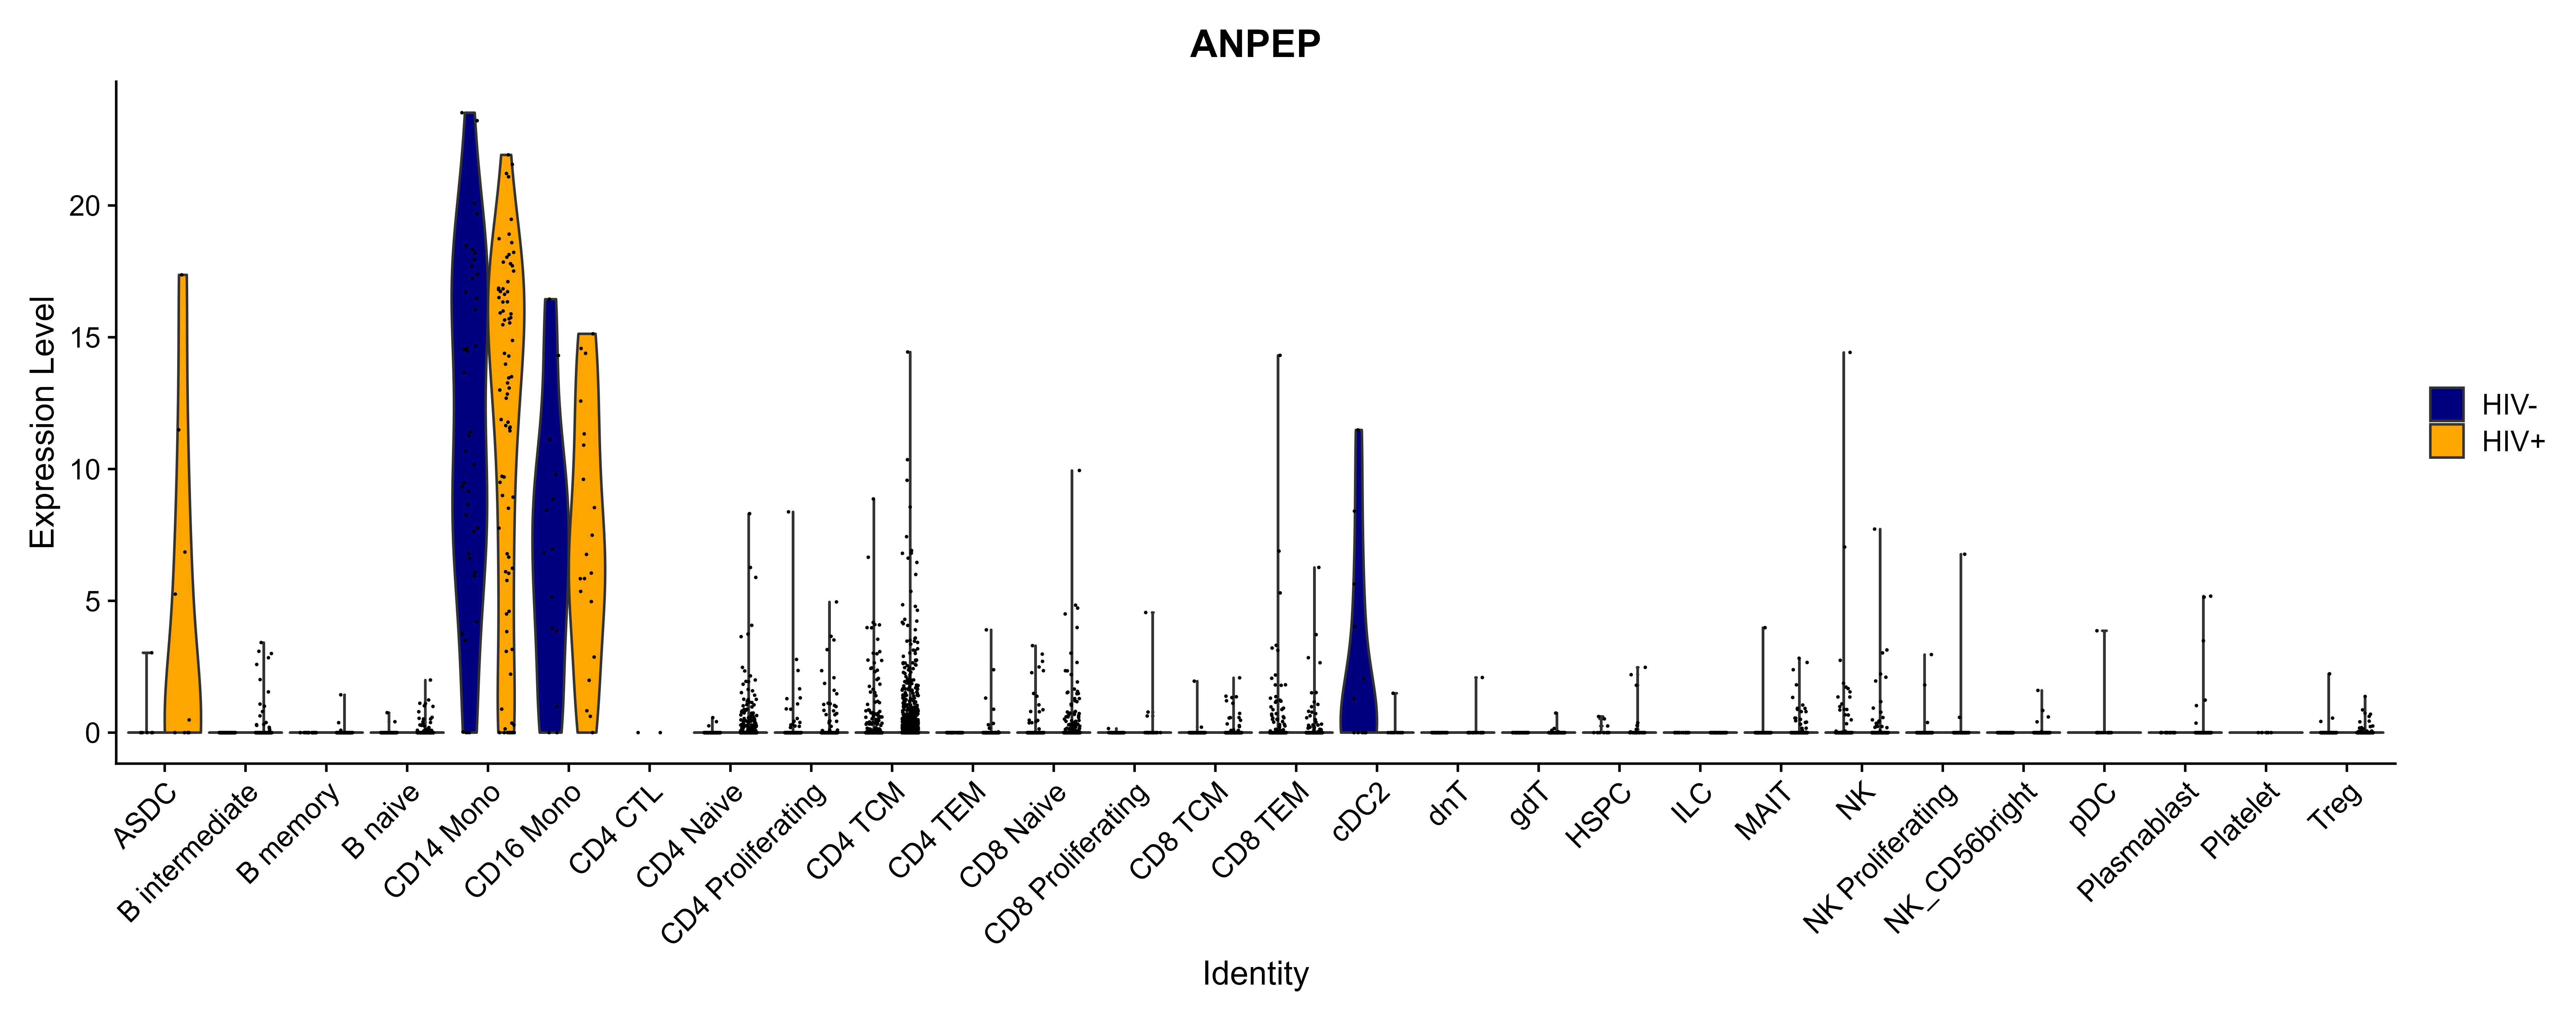 ANPEP
Expression Level
20
15
10
5
0
HIV-
HIV+
ASDC
B intermediate
B memory
B naive
CD14 Mono
CD16 Mono
CD4 CTL
CD4 Naive
CD4 Proliferating
CD4 TCM
CD4 TEM
CD8 Naive
CD8 Proliferating
CD8 TCM
CD8 TEM
cDC2
dnT
gdT
HSPC
ILC
MAIT
NK
NK Proliferating
NK_CD56bright
pDC
Plasmablast
Platelet
Treg
Identity